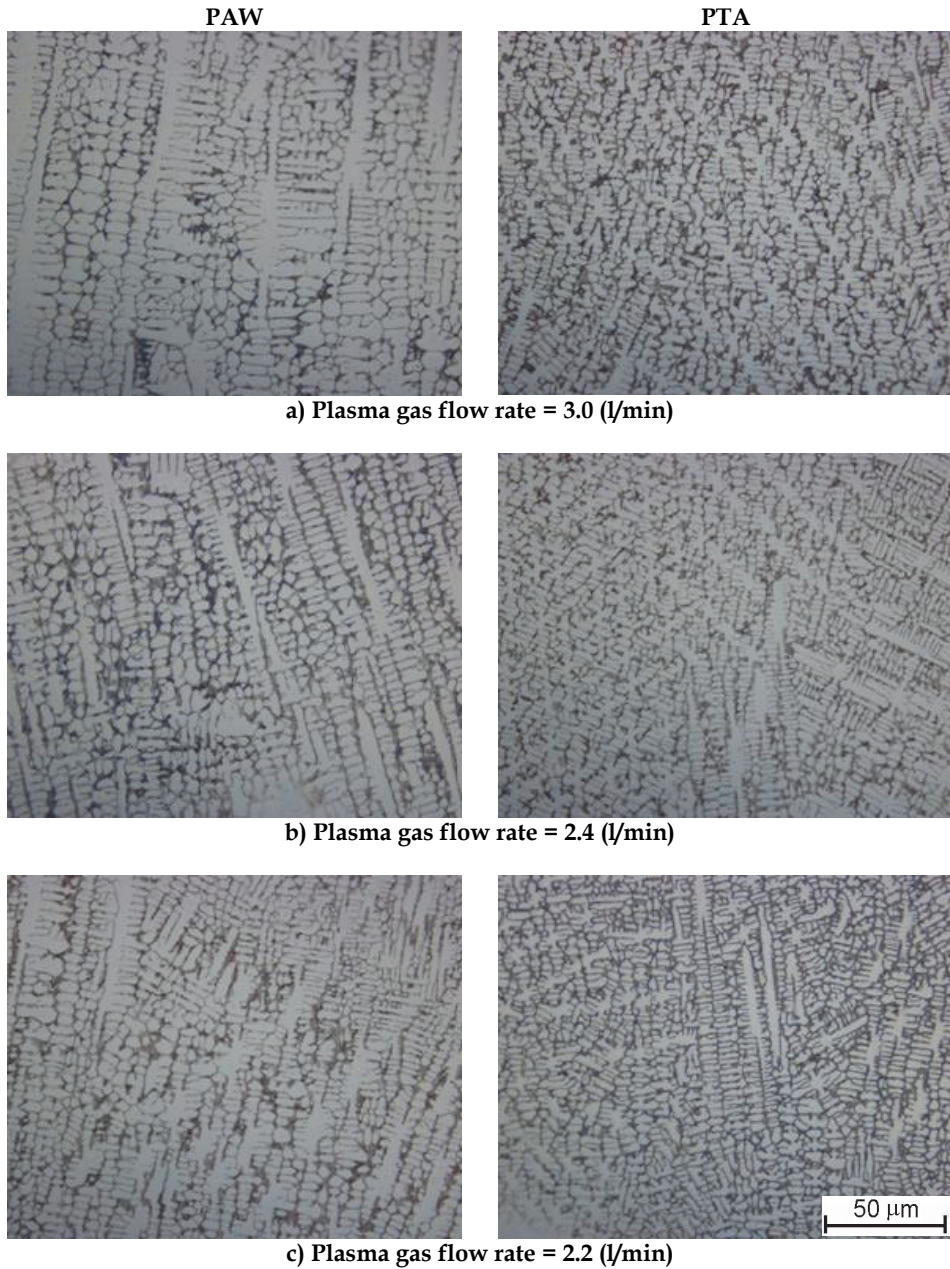 PAW
PTA
a) Plasma gas flow rate = 3.0 (l/min)
b) Plasma gas flow rate = 2.4 (l/min)
50 μm
c) Plasma gas flow rate = 2.2 (l/min)